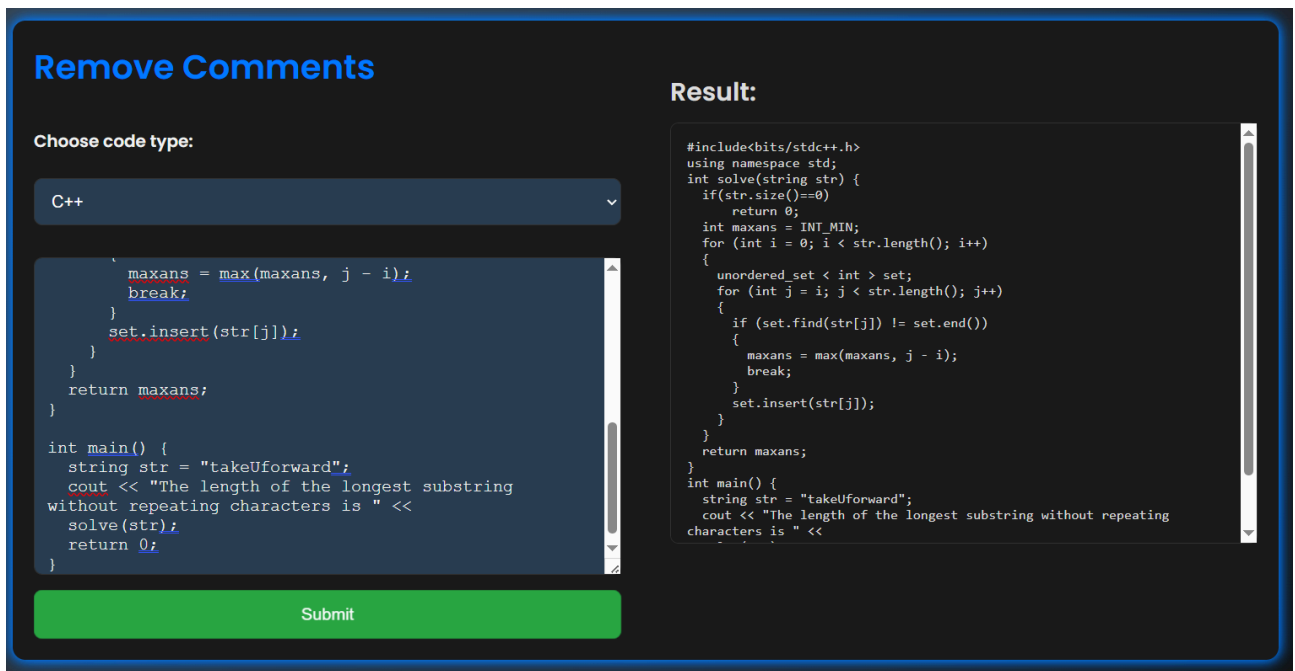 Remove Comments
Choose code type:
C++
{
maxans = max(maxans, j - i);
break;
}
set.insert(str[j]);
}
}
return maxans;
}
int main() {
string str = "takeUforward";
cout << "The length of the longest substring
without repeating characters is " <<
solve(str);
return 0;
}
Submit
Result:
#include<bits/stdc++.h>
using namespace std;
int solve(string str) {
if(str.size()==0)
return 0;
int maxans = INT_MIN;
for (int i = 0; i < str.length(); i++)
{
unordered_set < int > set;
for (int j = i; j < str.length(); j++)
{
if (set.find(str[j]) != set.end())
{
maxans = max(maxans, j - i);
break;
}
set.insert(str[j]);
}
}
return maxans;
}
int main() {
string str = "takeUforward";
cout << "The length of the longest substring without repeating
characters is " <<